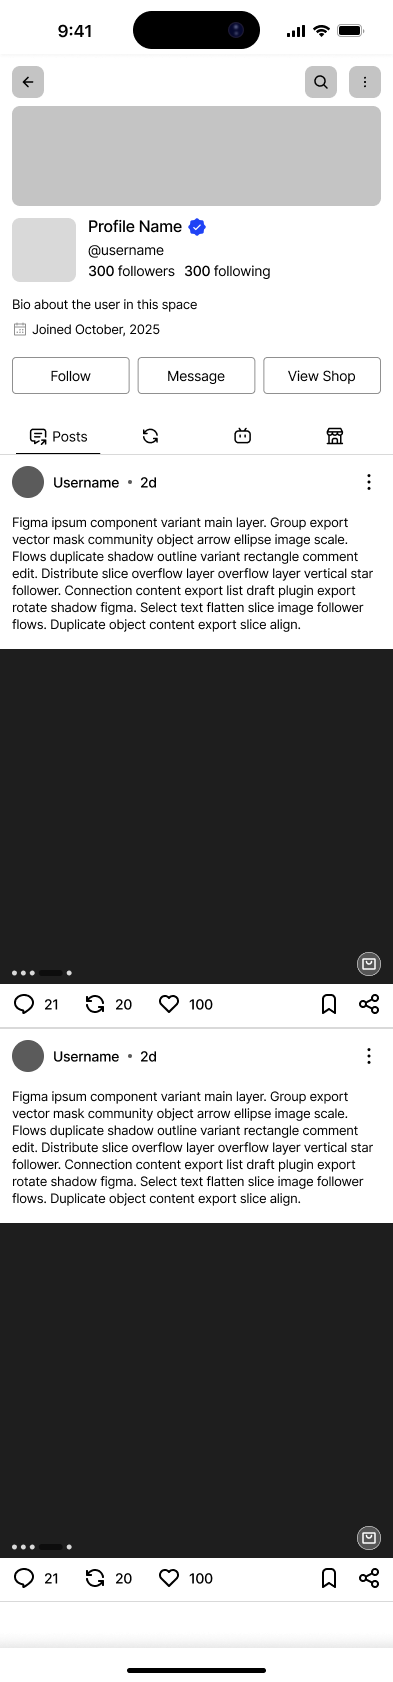 9:41
Profile Name
@username
300 followers 300 following
Bio about the user in this space
Joined October, 2025
Follow Message View Shop
Posts
Username • 2d
Figma ipsum component variant main layer. Group export
vector mask community object arrow ellipse image scale.
Flows duplicate shadow outline variant rectangle comment
edit. Distribute slice overflow layer overflow layer vertical star
follower. Connection content export list draft plugin export
rotate shadow figma. Select text flatten slice image follower
flows. Duplicate object content export slice align.
21 20 100
Username • 2d
Figma ipsum component variant main layer. Group export
vector mask community object arrow ellipse image scale.
Flows duplicate shadow outline variant rectangle comment
edit. Distribute slice overflow layer overflow layer vertical star
follower. Connection content export list draft plugin export
rotate shadow figma. Select text flatten slice image follower
flows. Duplicate object content export slice align.
21 20 100